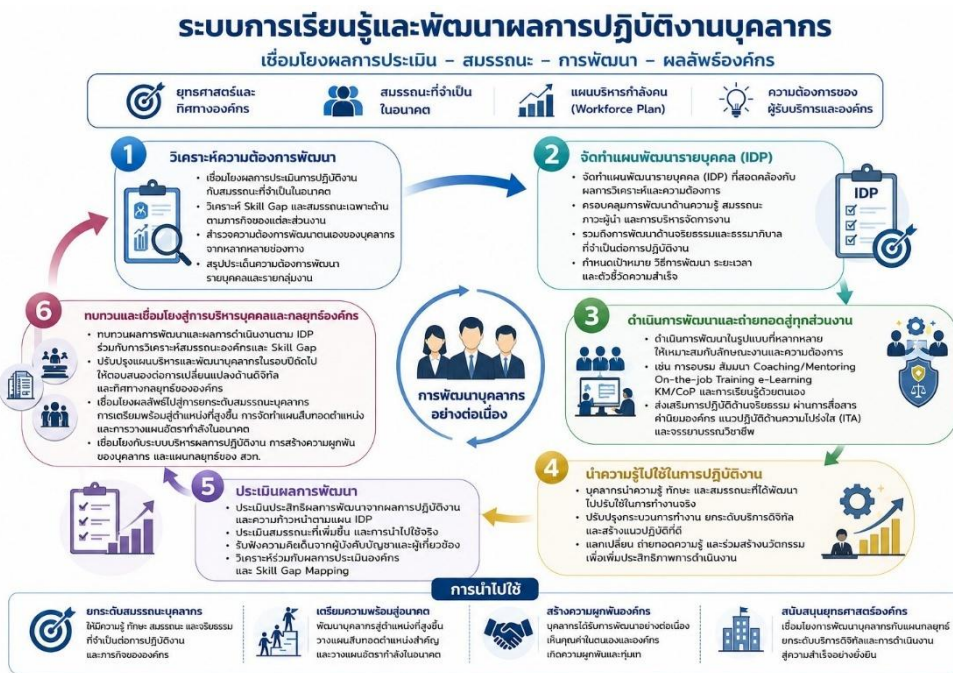 ระบบการเรียนรู้และพัฒนาผลการปฏิบัติงานบุคลากร
เชื่อมโยงผลการประเมิน – สมรรถนะ – การพัฒนา – ผลลัพธ์องค์กร
ยุทธศาสตร์และ
ทิศทางองค์กร
สมรรถนะที่จำเป็น
ในอนาคต
แผนบริหารกำลังคน
(Workforce Plan)
ความต้องการของ
ผู้รับบริการและองค์กร
1
วิเคราะห์ความต้องการพัฒนา
• เชื่อมโยงผลการประเมินการปฏิบัติงาน
กับสมรรถนะที่จำเป็นในอนาคต
• วิเคราะห์ Skill Gap และสมรรถนะเฉพาะด้าน
ตามภารกิจของแต่ละส่วนงาน
• สำรวจความต้องการพัฒนาตนเองของบุคลากร
จากหลากหลายช่องทาง
• สรุปประเด็นความต้องการพัฒนา
รายบุคคลและรายกลุ่มงาน
2
จัดทำแผนพัฒนารายบุคคล (IDP)
• จัดทำแผนพัฒนารายบุคคล (IDP) ที่สอดคล้องกับ
ผลการวิเคราะห์และความต้องการ
• ครอบคลุมการพัฒนาด้านความรู้ สมรรถนะ
ภาวะผู้นำ และการบริหารจัดการงาน
• รวมถึงการพัฒนาด้านจริยธรรมและธรรมาภิบาล
ที่จำเป็นต่อการปฏิบัติงาน
• กำหนดเป้าหมาย วิธีการพัฒนา ระยะเวลา
และตัวชี้วัดความสำเร็จ
IDP
3
ดำเนินการพัฒนาและถ่ายทอดสู่ทุกส่วนงาน
• ดำเนินการพัฒนาในรูปแบบที่หลากหลาย
ให้เหมาะสมกับลักษณะงานและความต้องการ
• เช่น การอบรม สัมมนา Coaching/Mentoring
On-the-job Training e-Learning
KM/CoP และการเรียนรู้ด้วยตนเอง
• ส่งเสริมการปฏิบัติด้านจริยธรรม ผ่านการสื่อสาร
ค่านิยมองค์กร แนวปฏิบัติด้านความโปร่งใส (ITA)
และจรรยาบรรณวิชาชีพ
4
นำความรู้ไปใช้ในการปฏิบัติงาน
• บุคลากรนำความรู้ ทักษะ และสมรรถนะที่ได้พัฒนา
ไปปรับใช้ในการทำงานจริง
• ปรับปรุงกระบวนการทำงาน ยกระดับบริการดิจิทัล
และสร้างแนวปฏิบัติที่ดี
• แลกเปลี่ยน ถ่ายทอดความรู้ และร่วมสร้างนวัตกรรม
เพื่อเพิ่มประสิทธิภาพการดำเนินงาน
5
ประเมินผลการพัฒนา
• ประเมินประสิทธิผลการพัฒนาจากผลการปฏิบัติงาน
และความก้าวหน้าตามแผน IDP
• ประเมินสมรรถนะที่เพิ่มขึ้น และการนำไปใช้จริง
• รับฟังความคิดเห็นจากผู้บังคับบัญชาและผู้เกี่ยวข้อง
• วิเคราะห์ร่วมกับผลการประเมินองค์กร
และ Skill Gap Mapping
6
ทบทวนและเชื่อมโยงสู่การบริหารบุคคลและกลยุทธ์องค์กร
• ทบทวนผลการพัฒนาและผลการดำเนินงานตาม IDP
ร่วมกับการวิเคราะห์สมรรถนะองค์กรและ Skill Gap
• ปรับปรุงแผนบริหารและพัฒนาบุคลากรในรอบปีถัดไป
ให้ตอบสนองต่อการเปลี่ยนแปลงด้านดิจิทัล
และทิศทางกลยุทธ์ขององค์กร
• เชื่อมโยงผลลัพธ์ไปสู่การยกระดับสมรรถนะบุคลากร
การเตรียมพร้อมสู่ตำแหน่งที่สูงขึ้น การจัดทำแผนสืบทอดตำแหน่ง
และการวางแผนอัตรากำลังในอนาคต
• เชื่อมโยงกับระบบบริหารผลการปฏิบัติงาน การสร้างความผูกพัน
ของบุคลากร และแผนกลยุทธ์ของ สวท.
การพัฒนาบุคลากร
อย่างต่อเนื่อง
การนำไปใช้
ยกระดับสมรรถนะบุคลากร
ให้มีความรู้ ทักษะ สมรรถนะ และจริยธรรม
ที่จำเป็นต่อการปฏิบัติงาน
และภารกิจขององค์กร
เตรียมความพร้อมสู่อนาคต
พัฒนาบุคลากรสู่ตำแหน่งที่สูงขึ้น
วางแผนสืบทอดตำแหน่งสำคัญ
และวางแผนอัตรากำลังในอนาคต
สร้างความผูกพันองค์กร
บุคลากรได้รับการพัฒนาอย่างต่อเนื่อง
เห็นคุณค่าในตนเองและองค์กร
เกิดความผูกพันและทุ่มเท
สนับสนุนยุทธศาสตร์องค์กร
เชื่อมโยงการพัฒนาบุคลากรกับแผนกลยุทธ์
ยกระดับบริการดิจิทัลและการดำเนินงาน
สู่ความสำเร็จอย่างยั่งยืน